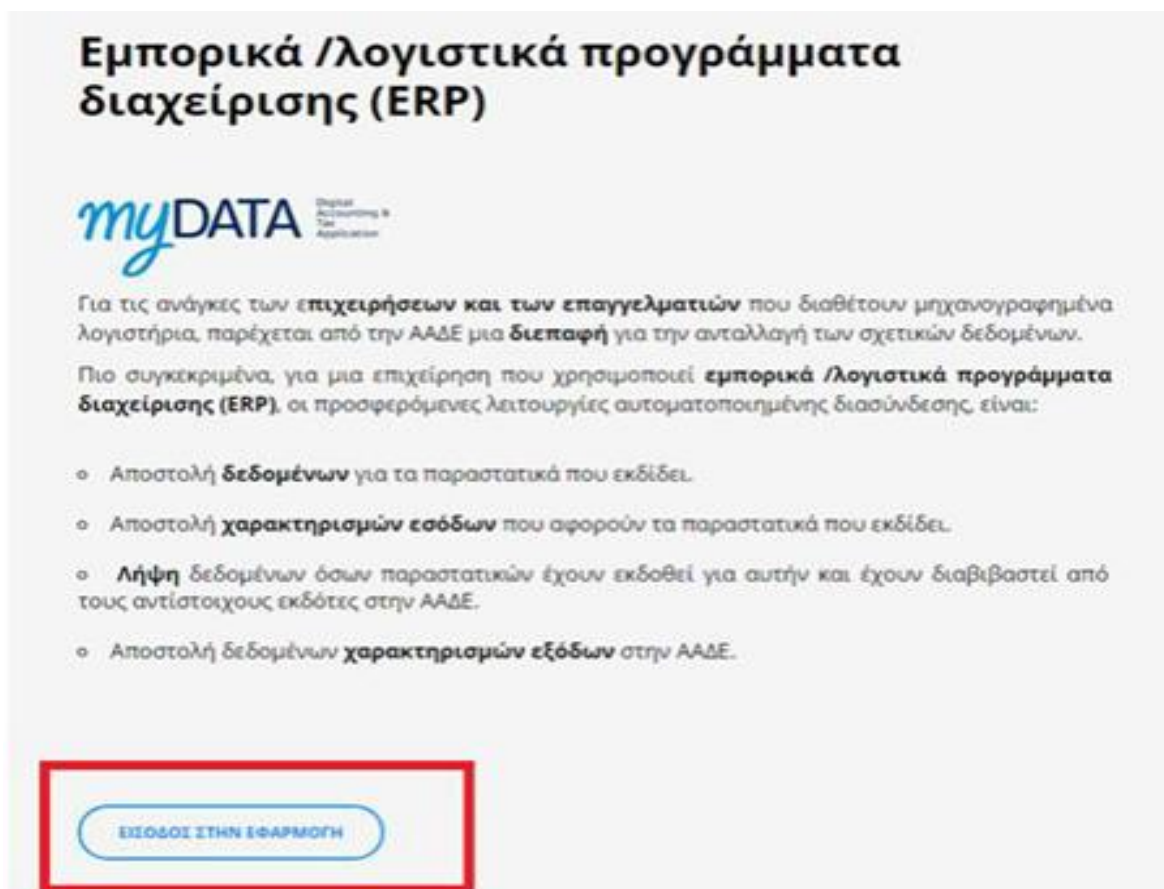 Εμπορικά /λογιστικά προγράμματα
διαχείρισης (ERP)
myDATA
Digital
Accounting &
Tax
Application
Για τις ανάγκες των επιχειρήσεων και των επαγγελματιών που διαθέτουν μηχανογραφημένα
λογιστήρια, παρέχεται από την ΑΑΔΕ μια διεπαφή για την ανταλλαγή των σχετικών δεδομένων.
Πιο συγκεκριμένα, για μια επιχείρηση που χρησιμοποιεί εμπορικά /λογιστικά προγράμματα
διαχείρισης (ERP), οι προσφερόμενες λειτουργίες αυτοματοποιημένης διασύνδεσης, είναι:
o Αποστολή δεδομένων για τα παραστατικά που εκδίδει.
o Αποστολή χαρακτηρισμών εσόδων που αφορούν τα παραστατικά που εκδίδει.
o Λήψη δεδομένων όσων παραστατικών έχουν εκδοθεί για αυτήν και έχουν διαβιβαστεί από
τους αντίστοιχους εκδότες στην ΑΑΔΕ.
o Αποστολή δεδομένων χαρακτηρισμών εξόδων στην ΑΑΔΕ.
ΕΙΣΟΔΟΣ ΣΤΗΝ ΕΦΑΡΜΟΓΗ